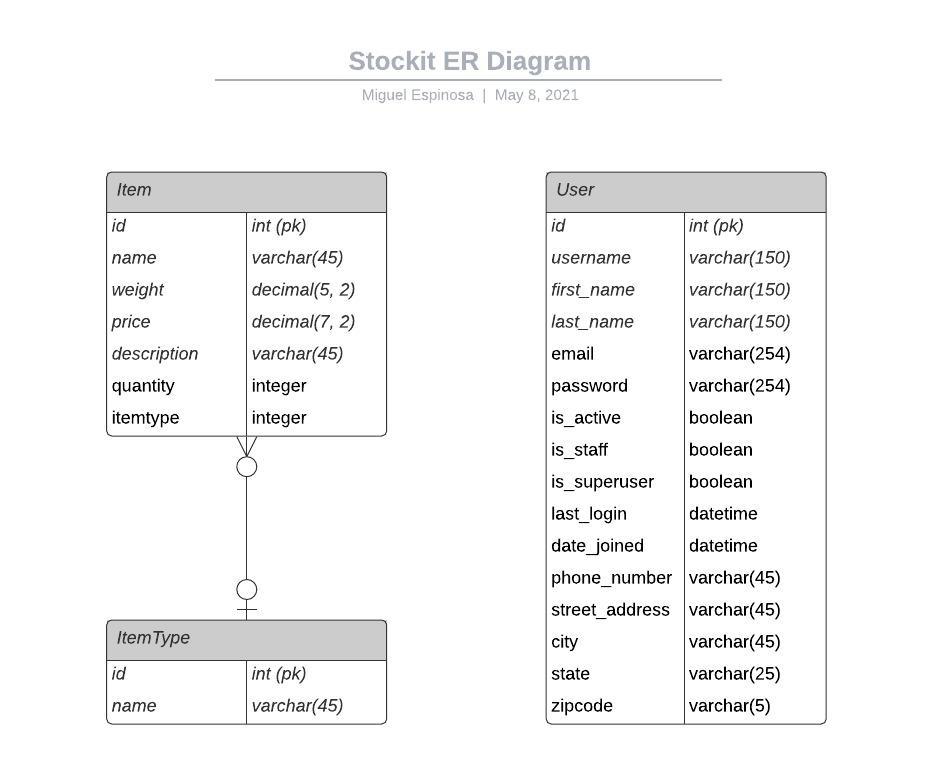 Stockit ER Diagram
Miguel Espinosa | May 8, 2021
Item
id int (pk)
name varchar(45)
weight decimal(5, 2)
price decimal(7, 2)
description varchar(45)
quantity integer
itemtype integer
ItemType
id int (pk)
name varchar(45)
User
id int (pk)
username varchar(150)
first_name varchar(150)
last_name varchar(150)
email varchar(254)
password varchar(254)
is_active boolean
is_staff boolean
is_superuser boolean
last_login datetime
date_joined datetime
phone_number varchar(45)
street_address varchar(45)
city varchar(45)
state varchar(25)
zipcode varchar(5)